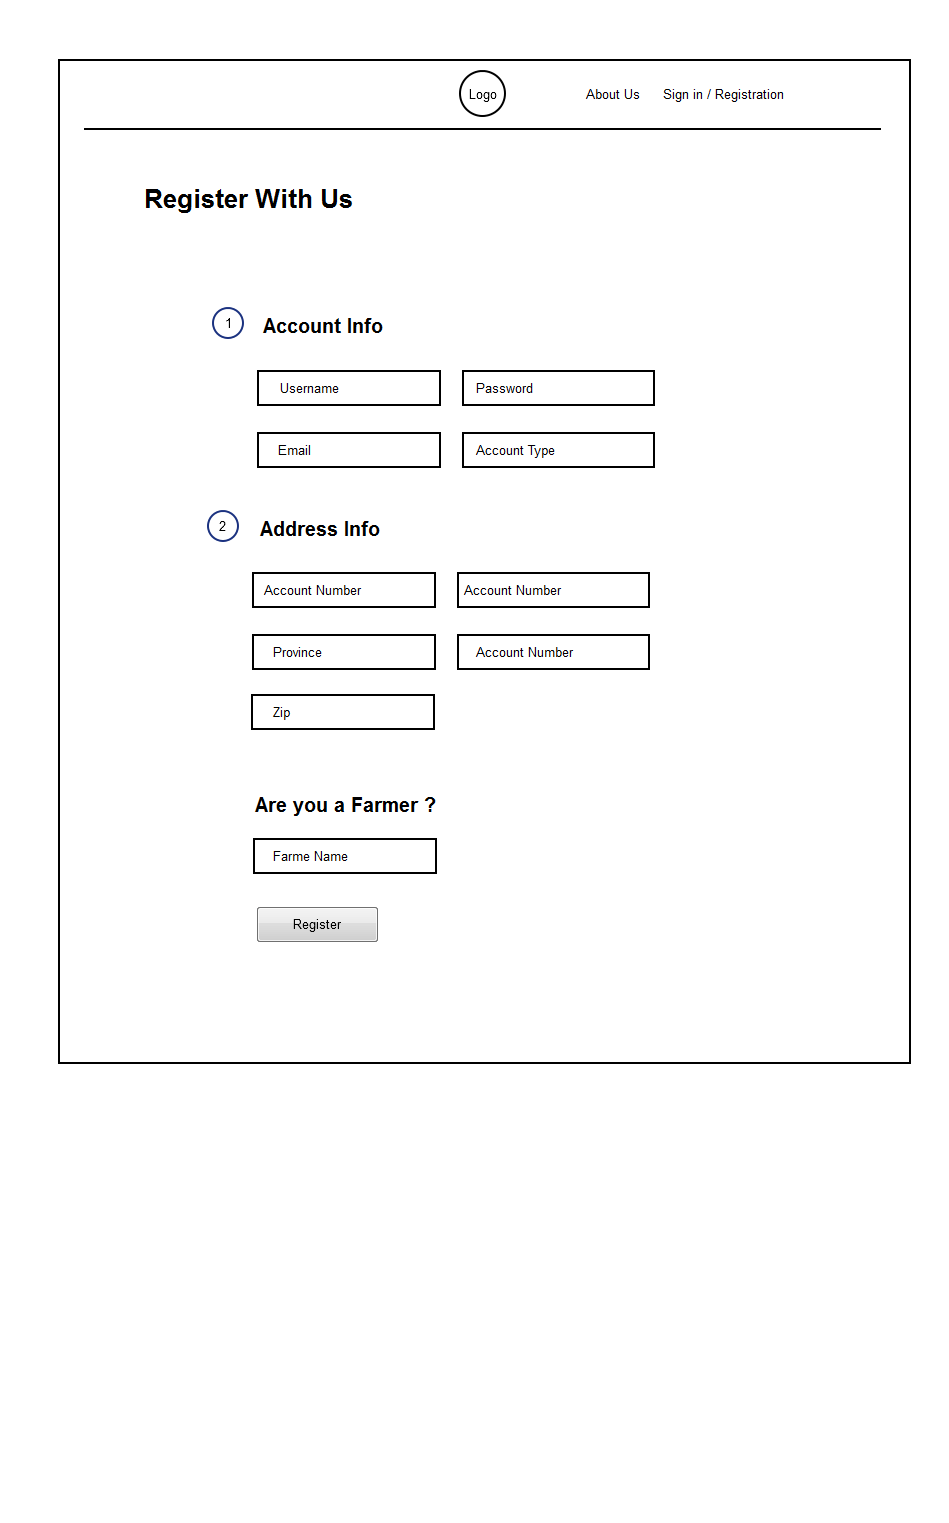 Logo
About Us Sign in / Registration
Register With Us
1 Account Info
Username Password
Email Account Type
2 Address Info
Account Number Account Number
Province Account Number
Zip
Are you a Farmer ?
Farme Name
Register